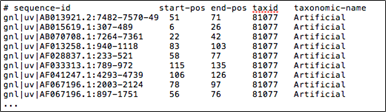 # sequence-id start-pos end-pos taxid taxonomic-name
gnl|uv|AB013921.2:7482-7570-49 51 71 81077 Artificial
gnl|uv|AB015619.1:307-489 6 26 81077 Artificial
gnl|uv|AB070708.1:7264-7361 22 42 81077 Artificial
gnl|uv|AF013258.1:940-1118 83 103 81077 Artificial
gnl|uv|AF028837.1:233-521 58 77 81077 Artificial
gnl|uv|AF033313.1:789-972 115 135 81077 Artificial
gnl|uv|AF041247.1:4293-4739 106 126 81077 Artificial
gnl|uv|AF067196.1:2003-2124 78 97 81077 Artificial
gnl|uv|AF067196.1:897-1751 56 76 81077 Artificial
...